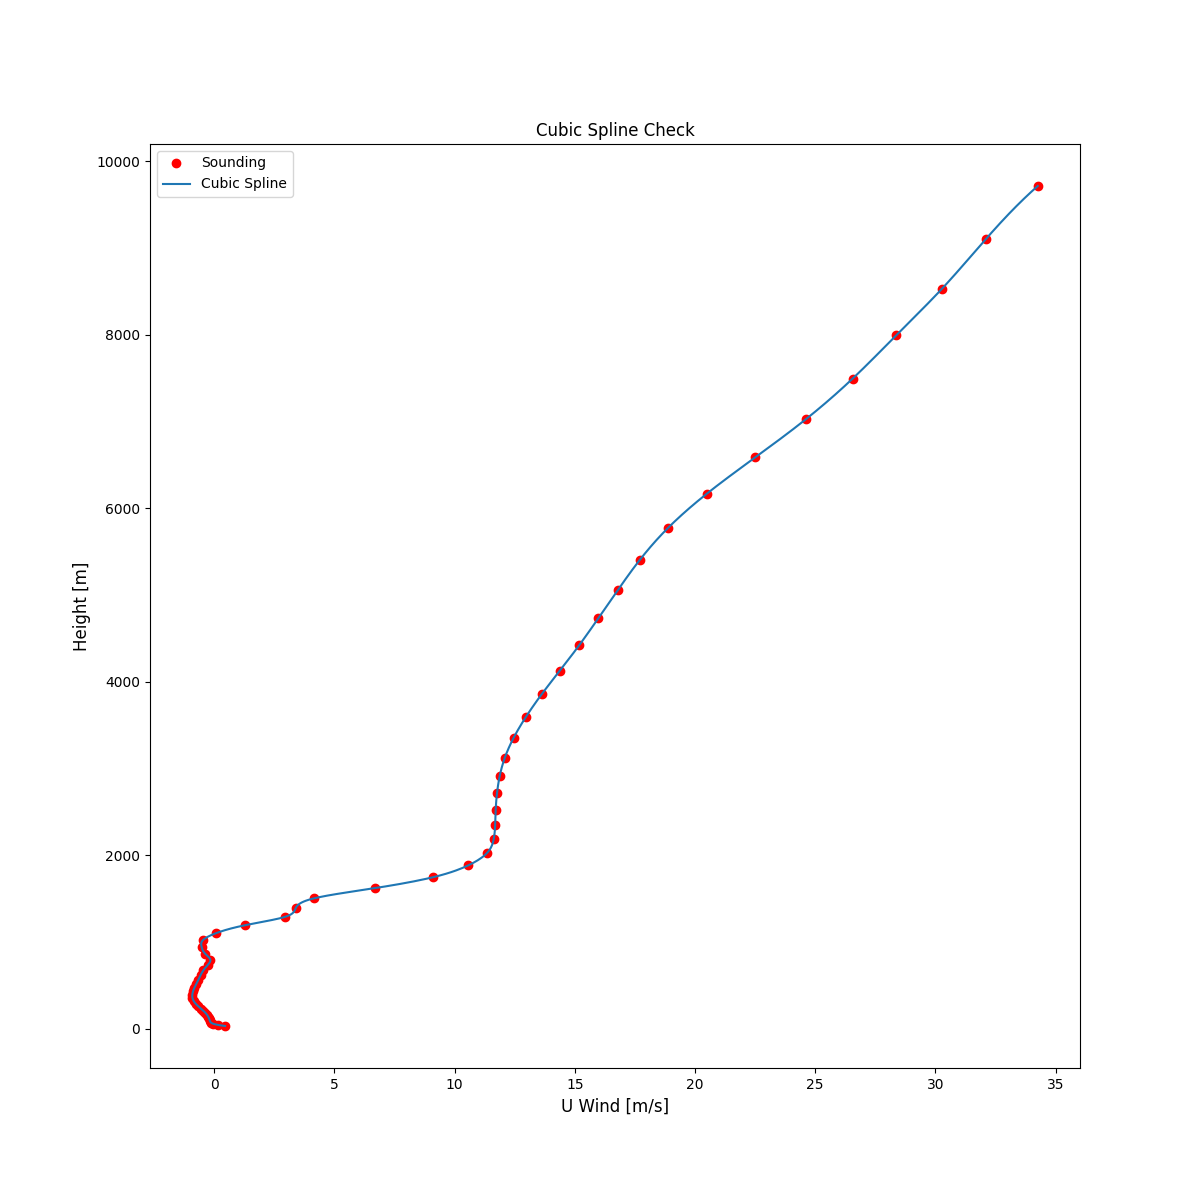 Cubic Spline Check
Sounding
Cubic Spline
10000
8000
6000
4000
2000
0
Height [m]
0 5 10 15 20 25 30 35
U Wind [m/s]